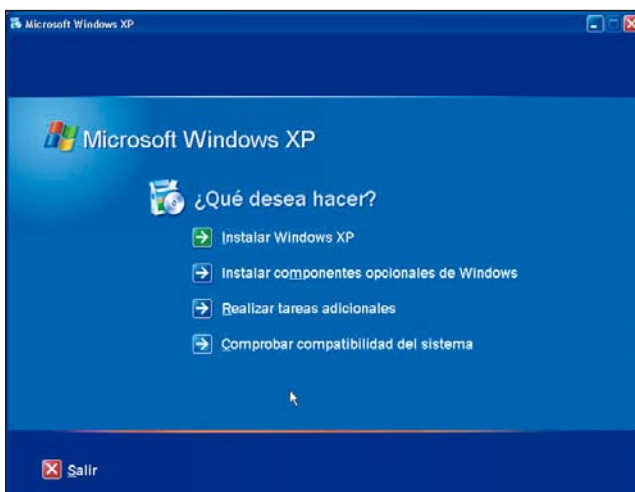 Microsoft Windows XP
Microsoft Windows XP
¿Qué desea hacer?
Instalar Windows XP
Instalar componentes opcionales de Windows
Realizar tareas adicionales
Comprobar compatibilidad del sistema
Salir